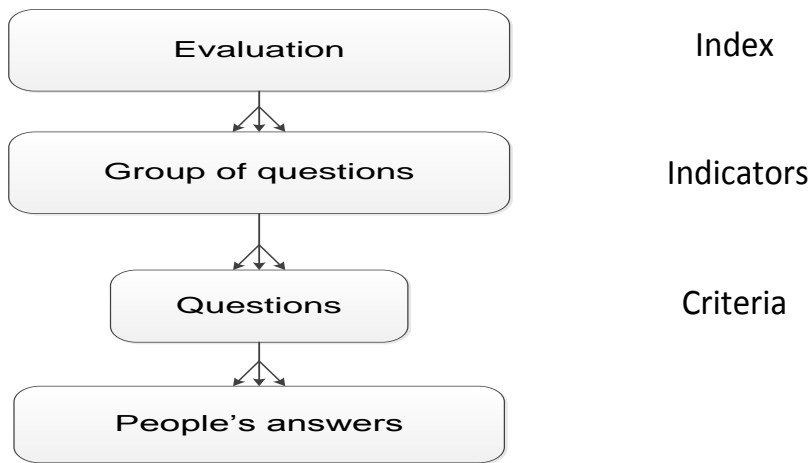 Evaluation
Index
Group of questions
Indicators
Questions
Criteria
People’s answers